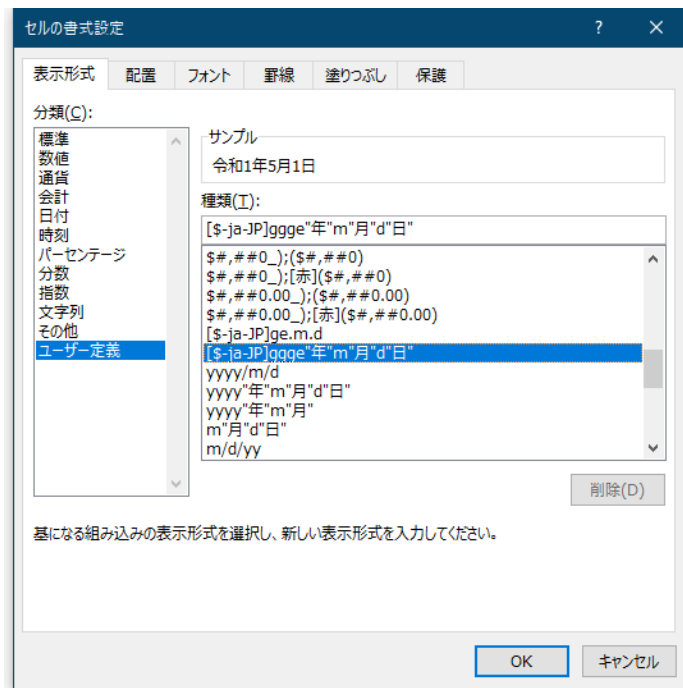 セルの書式設定 ? ×
表示形式 配置 フォント 罫線 塗りつぶし 保護
分類(C):
標準
数値
通貨
会計
日付
時刻
パーセンテージ
分数
指数
文字列
その他
ユーザー定義
サンプル
令和1年5月1日
種類(T):
[$-ja-JP]ggge"年"m"月"d"日"
$#,##0_);($#,##0)
$#,##0_);[赤]($#,##0)
$#,##0.00_);($#,##0.00)
$#,##0.00_);[赤]($#,##0.00)
[$-ja-JP]ge.m.d
[$-ja-JP]ggge"年"m"月"d"日"
yyyy/m/d
yyyy"年"m"月"d"日"
yyyy"年"m"月"
m"月"d"日"
m/d/yy
削除(D)
基になる組み込みの表示形式を選択し、新しい表示形式を入力してください。
OK キャンセル